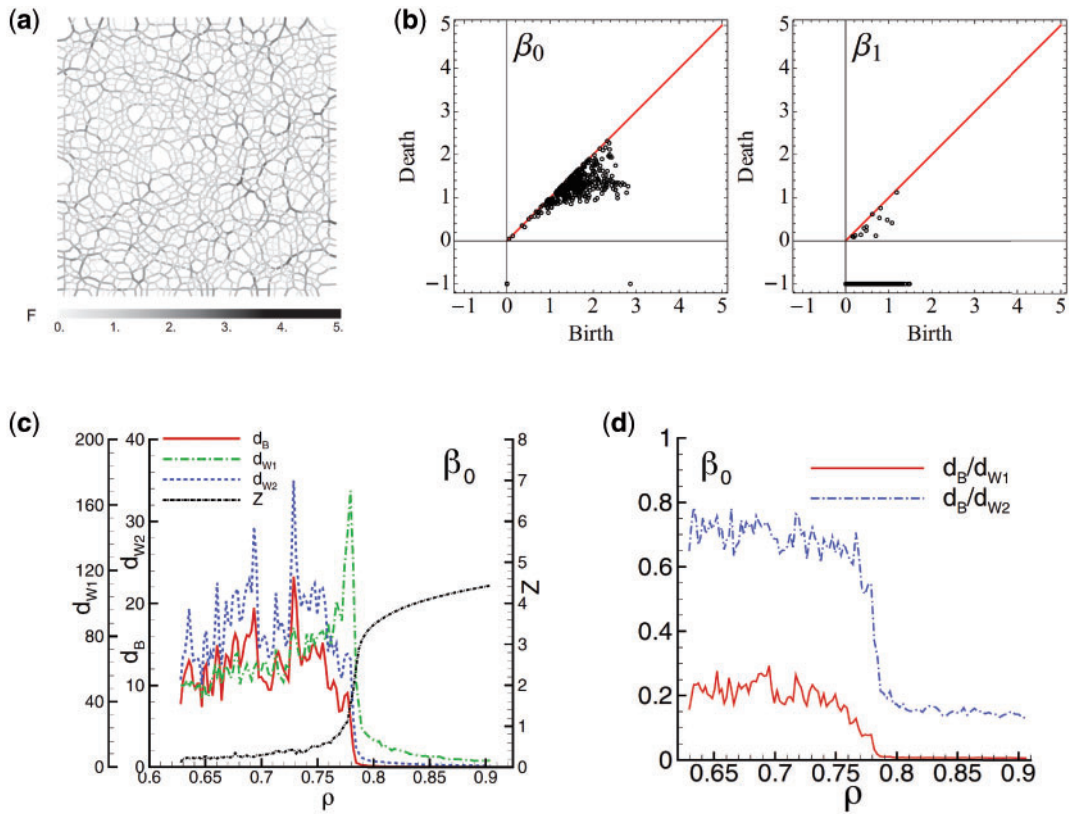 (a)
F
0. 1. 2. 3. 4. 5.
(b)
β0
Death
5
4
3
2
1
0
−1
−1 0 1 2 3 4 5
Birth
β1
Death
5
4
3
2
1
0
−1
−1 0 1 2 3 4 5
Birth
(c)
dB
dW1
dW2
Z
β0
dW1
200
160
120
80
40
0
dB dW2
40
30
20
10
0
Z
8
7
6
5
4
3
2
1
0
0.6 0.65 0.7 0.75 0.8 0.85 0.9
ρ
(d)
β0
dB/dW1
dB/dW2
1
0.8
0.6
0.4
0.2
0
0.65 0.7 0.75 0.8 0.85 0.9
ρ